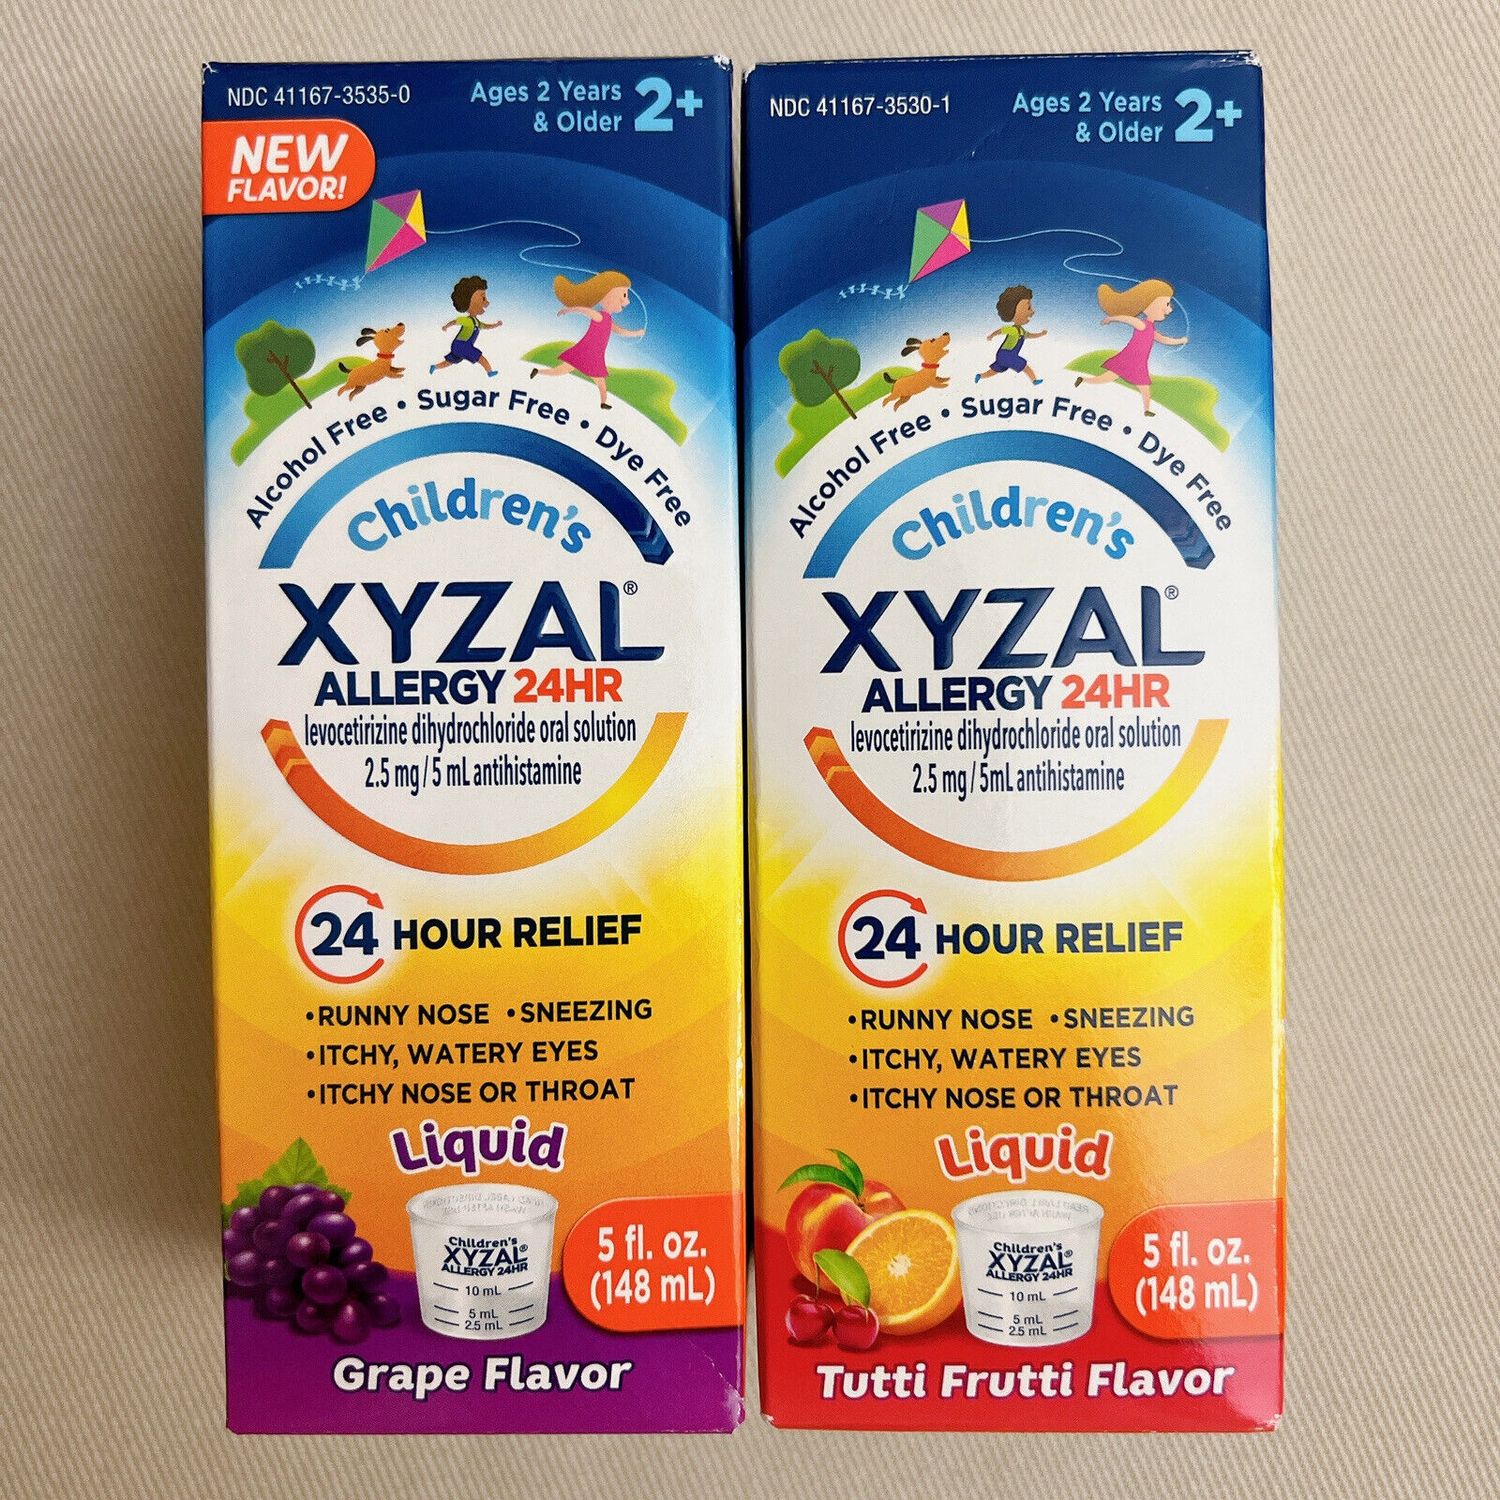 NDC 41167-3535-0
Ages 2 Years
& Older
2+
NEW
FLAVOR!
Alcohol Free • Sugar Free • Dye Free
Children's
XYZAL®
ALLERGY 24HR
levocetirizine dihydrochloride oral solution
2.5 mg/5 mL antihistamine
24 HOUR RELIEF
•RUNNY NOSE •SNEEZING
•ITCHY, WATERY EYES
•ITCHY NOSE OR THROAT
Liquid
Children's
XYZAL®
ALLERGY 24HR
10 mL
5 mL
2.5 mL
5 fl. oz.
(148 mL)
Grape Flavor
NDC 41167-3530-1
Ages 2 Years
& Older
2+
Alcohol Free • Sugar Free • Dye Free
Children's
XYZAL®
ALLERGY 24HR
levocetirizine dihydrochloride oral solution
2.5 mg/5mL antihistamine
24 HOUR RELIEF
•RUNNY NOSE •SNEEZING
•ITCHY, WATERY EYES
•ITCHY NOSE OR THROAT
Liquid
Children's
XYZAL®
ALLERGY 24HR
10 mL
5 mL
2.5 mL
5 fl. oz.
(148 mL)
Tutti Frutti Flavor